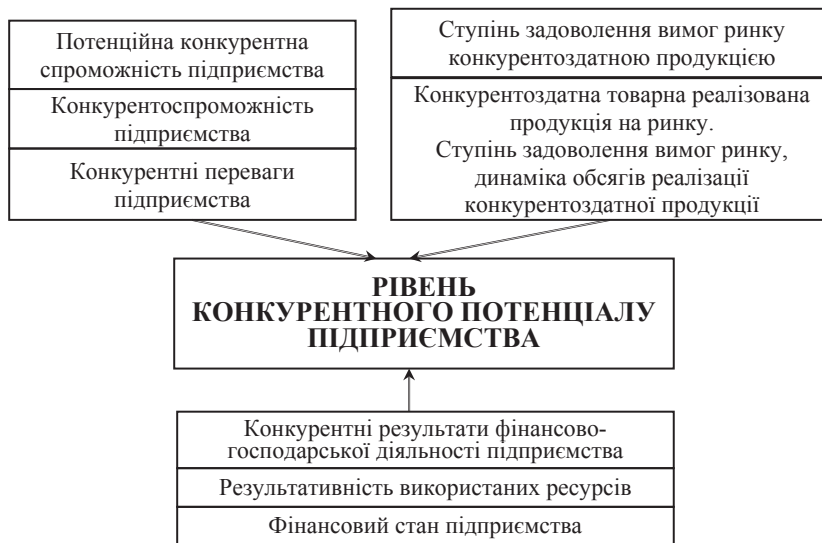 Потенційна конкурентна
спроможність підприємства
Конкурентоспроможність
підприємства
Конкурентні переваги
підприємства
Ступінь задоволення вимог ринку
конкурентоздатною продукцією
Конкурентоздатна товарна реалізована
продукція на ринку.
Ступінь задоволення вимог ринку,
динаміка обсягів реалізації
конкурентоздатної продукції
РІВЕНЬ
КОНКУРЕНТНОГО ПОТЕНЦІАЛУ
ПІДПРИЄМСТВА
Конкурентні результати фінансово-
господарської діяльності підприємства
Результативність використаних ресурсів
Фінансовий стан підприємства